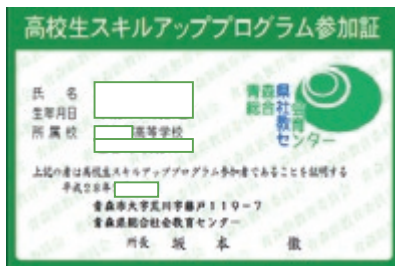 高校生スキルアッププログラム参加証
氏 名
生年月日
所属校 高等学校
青森県
総合社会
教育
センター
上記の者は高校生スキルアッププログラム参加者であることを証明する
平成28年
青森市大字荒川字藤戸119-7
青森県総合社会教育センター
所長 坂本 徹